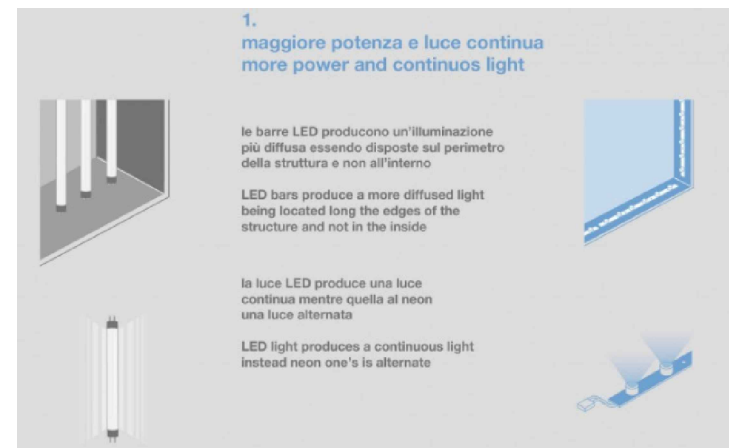 1.
maggiore potenza e luce continua
more power and continuos light
le barre LED producono un'illuminazione
più diffusa essendo disposte sul perimetro
della struttura e non all'interno
LED bars produce a more diffused light
being located long the edges of the
structure and not in the inside
la luce LED produce una luce
continua mentre quella al neon
una luce alternata
LED light produces a continuous light
instead neon one's is alternate